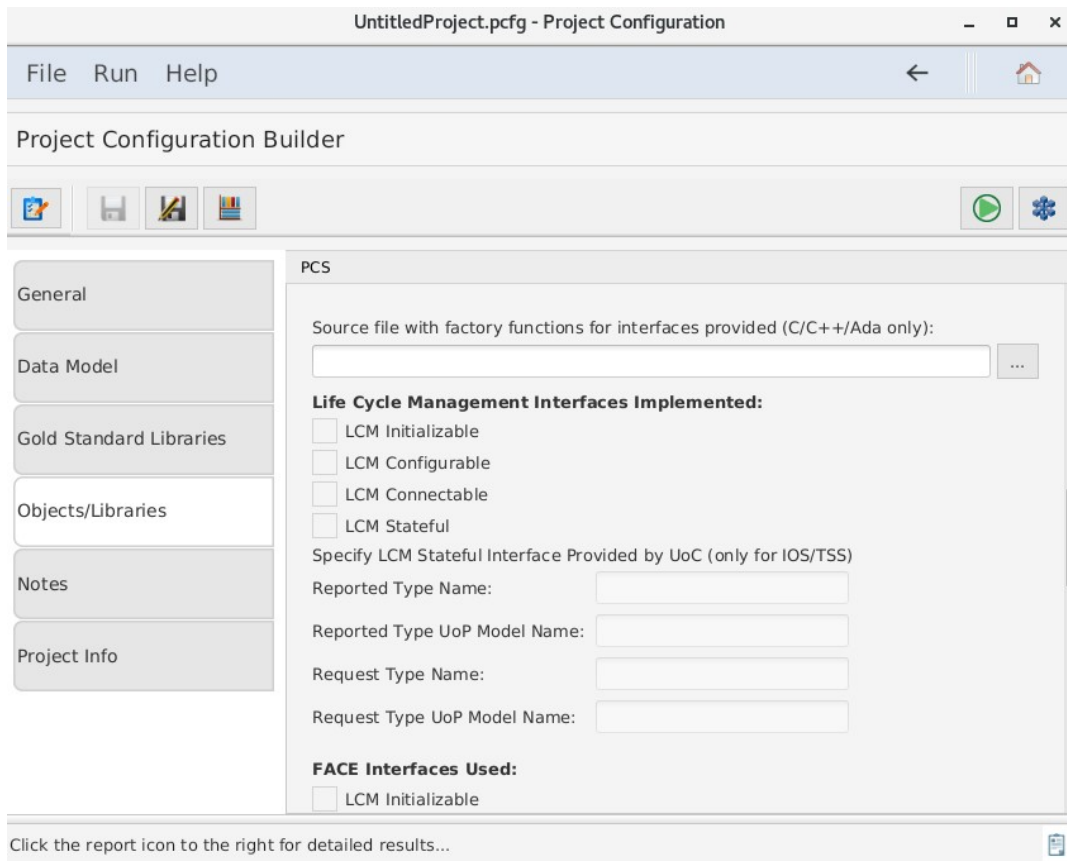 UntitledProject.pcfg - Project Configuration
File Run Help
Project Configuration Builder
General
Data Model
Gold Standard Libraries
Objects/Libraries
Notes
Project Info
PCS
Source file with factory functions for interfaces provided (C/C++/Ada only):
...
Life Cycle Management Interfaces Implemented:
LCM Initializable
LCM Configurable
LCM Connectable
LCM Stateful
Specify LCM Stateful Interface Provided by UoC (only for IOS/TSS)
Reported Type Name:
Reported Type UoP Model Name:
Request Type Name:
Request Type UoP Model Name:
FACE Interfaces Used:
LCM Initializable
Click the report icon to the right for detailed results...